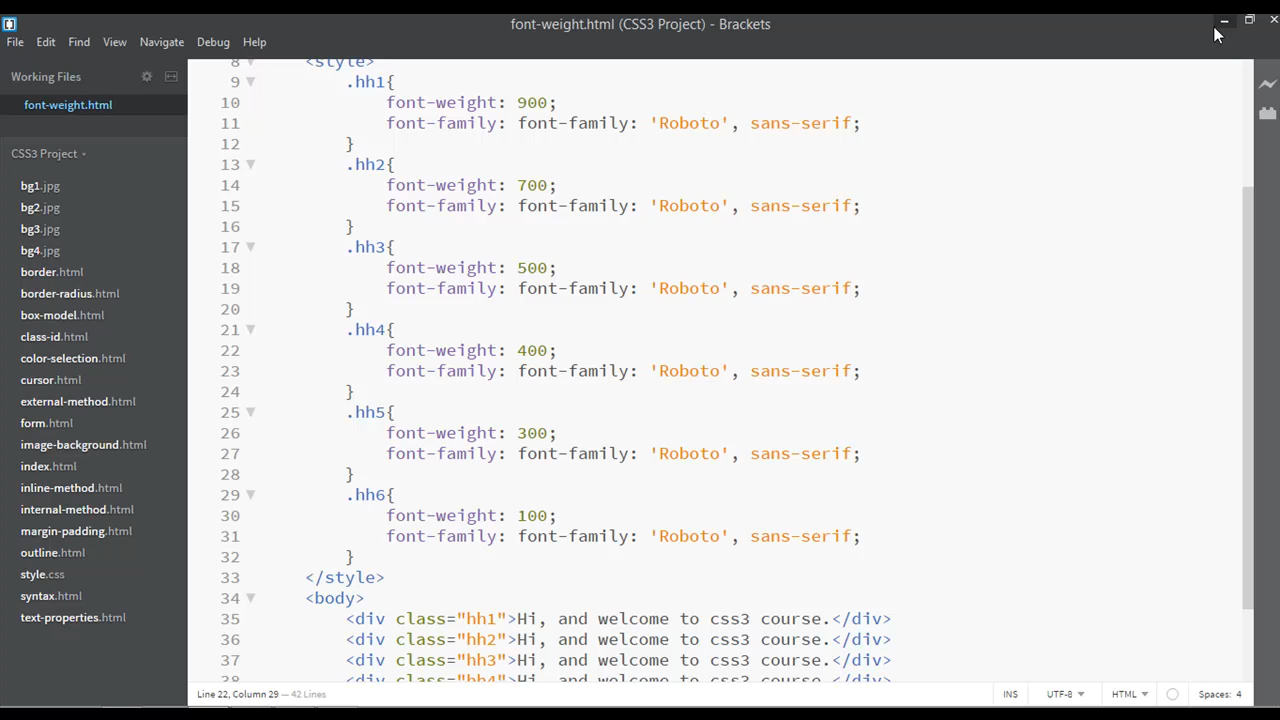 font-weight.html (CSS3 Project) - Brackets
File Edit Find View Navigate Debug Help
Working Files
font-weight.html
CSS3 Project
bg1.jpg
bg2.jpg
bg3.jpg
bg4.jpg
border.html
border-radius.html
box-model.html
class-id.html
color-selection.html
cursor.html
external-method.html
form.html
image-background.html
index.html
inline-method.html
internal-method.html
margin-padding.html
outline.html
style.css
syntax.html
text-properties.html
8 <style>
9 .hh1{
10 font-weight: 900;
11 font-family: font-family: 'Roboto', sans-serif;
12 }
13 .hh2{
14 font-weight: 700;
15 font-family: font-family: 'Roboto', sans-serif;
16 }
17 .hh3{
18 font-weight: 500;
19 font-family: font-family: 'Roboto', sans-serif;
20 }
21 .hh4{
22 font-weight: 400;
23 font-family: font-family: 'Roboto', sans-serif;
24 }
25 .hh5{
26 font-weight: 300;
27 font-family: font-family: 'Roboto', sans-serif;
28 }
29 .hh6{
30 font-weight: 100;
31 font-family: font-family: 'Roboto', sans-serif;
32 }
33 </style>
34 <body>
35 <div class="hh1">Hi, and welcome to css3 course.</div>
36 <div class="hh2">Hi, and welcome to css3 course.</div>
37 <div class="hh3">Hi, and welcome to css3 course.</div>
38 <div class="hh4">Hi, and welcome to css3 course.</div>
Line 22, Column 29 — 42 Lines
INS UTF-8 HTML Spaces: 4